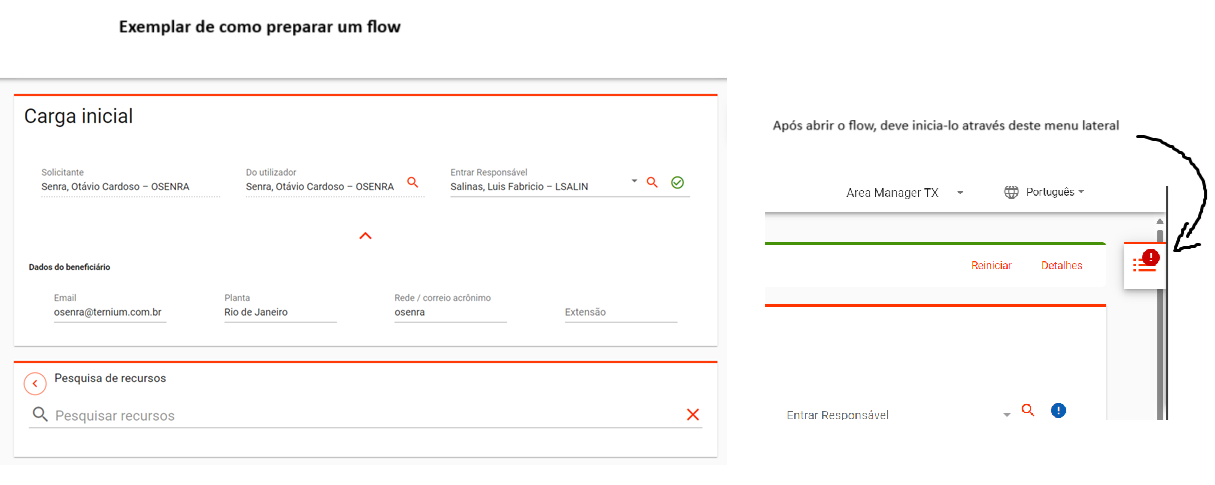 Exemplar de como preparar um flow
Carga inicial
Solicitante
Senra, Otávio Cardoso – OSENRA
Do utilizador
Senra, Otávio Cardoso – OSENRA
Entrar Responsável
Salinas, Luis Fabricio – LSALIN
Dados do beneficiário
Email
osenra@ternium.com.br
Planta
Rio de Janeiro
Rede / correio acrônimo
osenra
Extensão
Pesquisa de recursos
Pesquisar recursos
Após abrir o flow, deve inicia-lo através deste menu lateral
Area Manager TX
Português
Reiniciar
Detalhes
Entrar Responsável